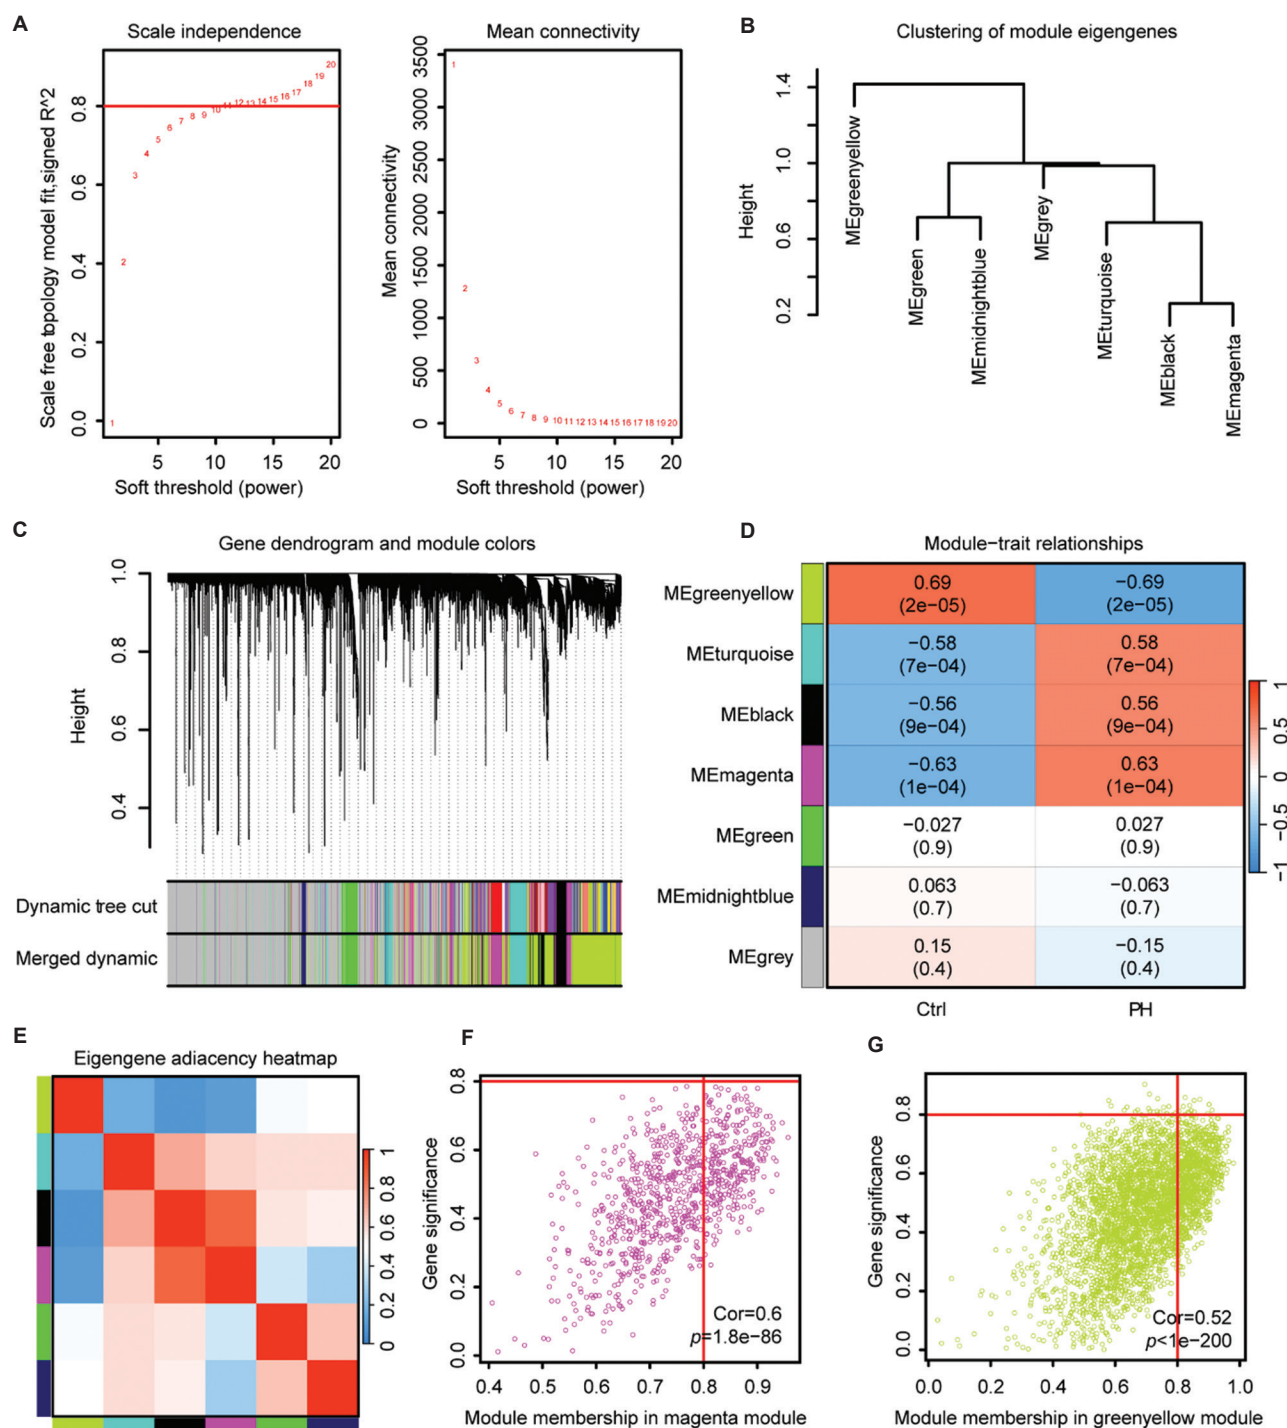 A
Scale independence
Scale free topology model fit,signed R^2
0.8
0.6
0.4
0.2
0.0
1
2
3
4
5
6
7
8
9
10
11
12
13
14
15
16
17
18
19
20
5
10
15
20
Soft threshold (power)
Mean connectivity
Mean connectivity
3500
3000
2500
2000
1500
1000
500
0
1
2
3
4
5
6
7
8
9
10
11
12
13
14
15
16
17
18
19
20
5
10
15
20
Soft threshold (power)
B
Clustering of module eigengenes
Height
1.4
1.0
0.6
0.2
MEgreenyellow
MEgreen
MEmidnightblue
MEgrey
MEturquoise
MEblack
MEmagenta
C
Gene dendrogram and module colors
Height
1.0
0.8
0.6
0.4
Dynamic tree cut
Merged dynamic
D
Module−trait relationships
MEgreenyellow
0.69
(2e−05)
−0.69
(2e−05)
MEturquoise
−0.58
(7e−04)
0.58
(7e−04)
MEblack
−0.56
(9e−04)
0.56
(9e−04)
MEmagenta
−0.63
(1e−04)
0.63
(1e−04)
MEgreen
−0.027
(0.9)
0.027
(0.9)
MEmidnightblue
0.063
(0.7)
−0.063
(0.7)
MEgrey
0.15
(0.4)
−0.15
(0.4)
Ctrl
PH
1
0.5
0
−0.5
−1
E
Eigengene adiacency heatmap
1
0.8
0.6
0.4
0.2
0
F
Gene significance
0.8
0.6
0.4
0.2
0.0
Cor=0.6
p=1.8e−86
0.4
0.5
0.6
0.7
0.8
0.9
Module membership in magenta module
G
Gene significance
0.8
0.6
0.4
0.2
0.0
Cor=0.52
p<1e−200
0.0
0.2
0.4
0.6
0.8
1.0
Module membership in greenyellow module